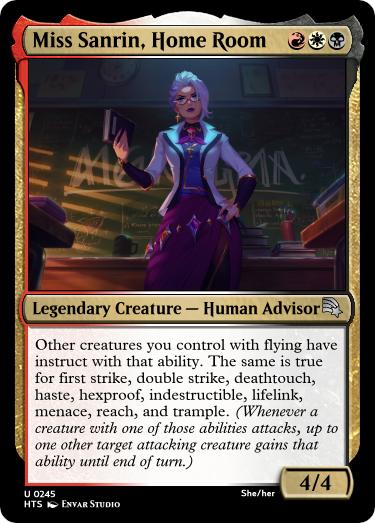 Miss Sanrin, Home Room
Legendary Creature — Human Advisor
Other creatures you control with flying have
instruct with that ability. The same is true
for first strike, double strike, deathtouch,
haste, hexproof, indestructible, lifelink,
menace, reach, and trample. (Whenever a
creature with one of those abilities attacks, up to
one other target attacking creature gains that
ability until end of turn.)
4/4
U 0245
She/her
HTS Envar Studio